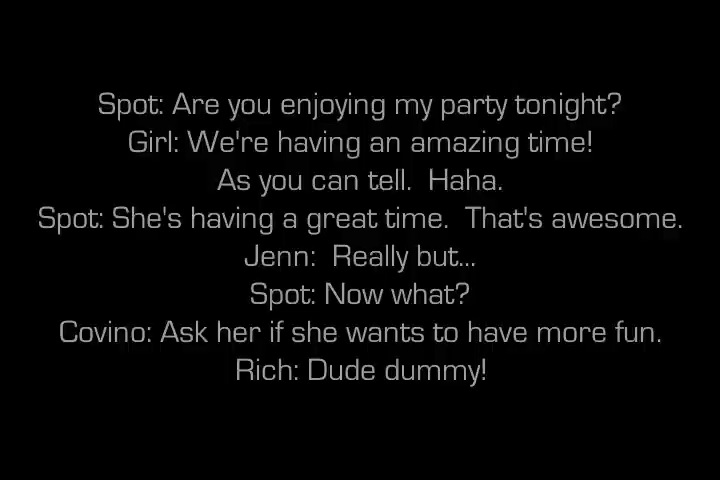 Spot: Are you enjoying my party tonight?
Girl: We're having an amazing time!
As you can tell.  Haha.
Spot: She's having a great time.  That's awesome.
Jenn:  Really but...
Spot: Now what?
Covino: Ask her if she wants to have more fun.
Rich: Dude dummy!